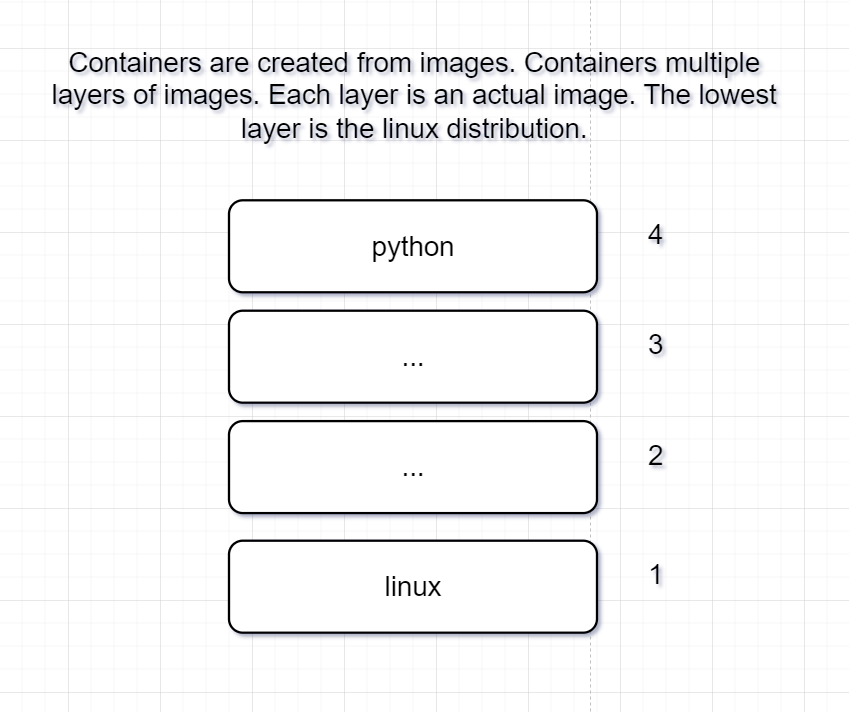 Containers are created from images. Containers multiple
layers of images. Each layer is an actual image. The lowest
layer is the linux distribution.
python 4
... 3
... 2
linux 1